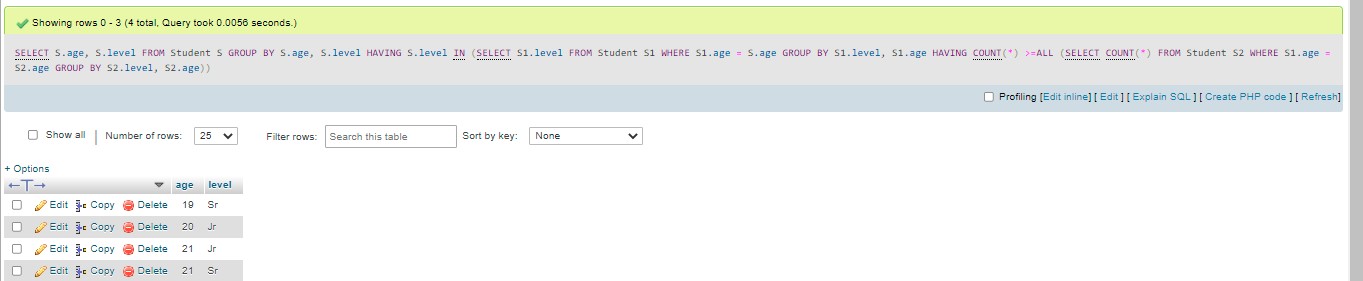 Showing rows 0 - 3 (4 total, Query took 0.0056 seconds.)
SELECT S.age, S.level FROM Student S GROUP BY S.age, S.level HAVING S.level IN (SELECT S1.level FROM Student S1 WHERE S1.age = S.age GROUP BY S1.level, S1.age HAVING COUNT(*) >=ALL (SELECT COUNT(*) FROM Student S2 WHERE S1.age =
S2.age GROUP BY S2.level, S2.age))
Profiling [Edit inline] [ Edit ] [ Explain SQL ] [ Create PHP code ] [ Refresh]
Show all | Number of rows: 25 Filter rows: Search this table Sort by key: None
+ Options
←T→ age level
Edit Copy Delete 19 Sr
Edit Copy Delete 20 Jr
Edit Copy Delete 21 Jr
Edit Copy Delete 21 Sr